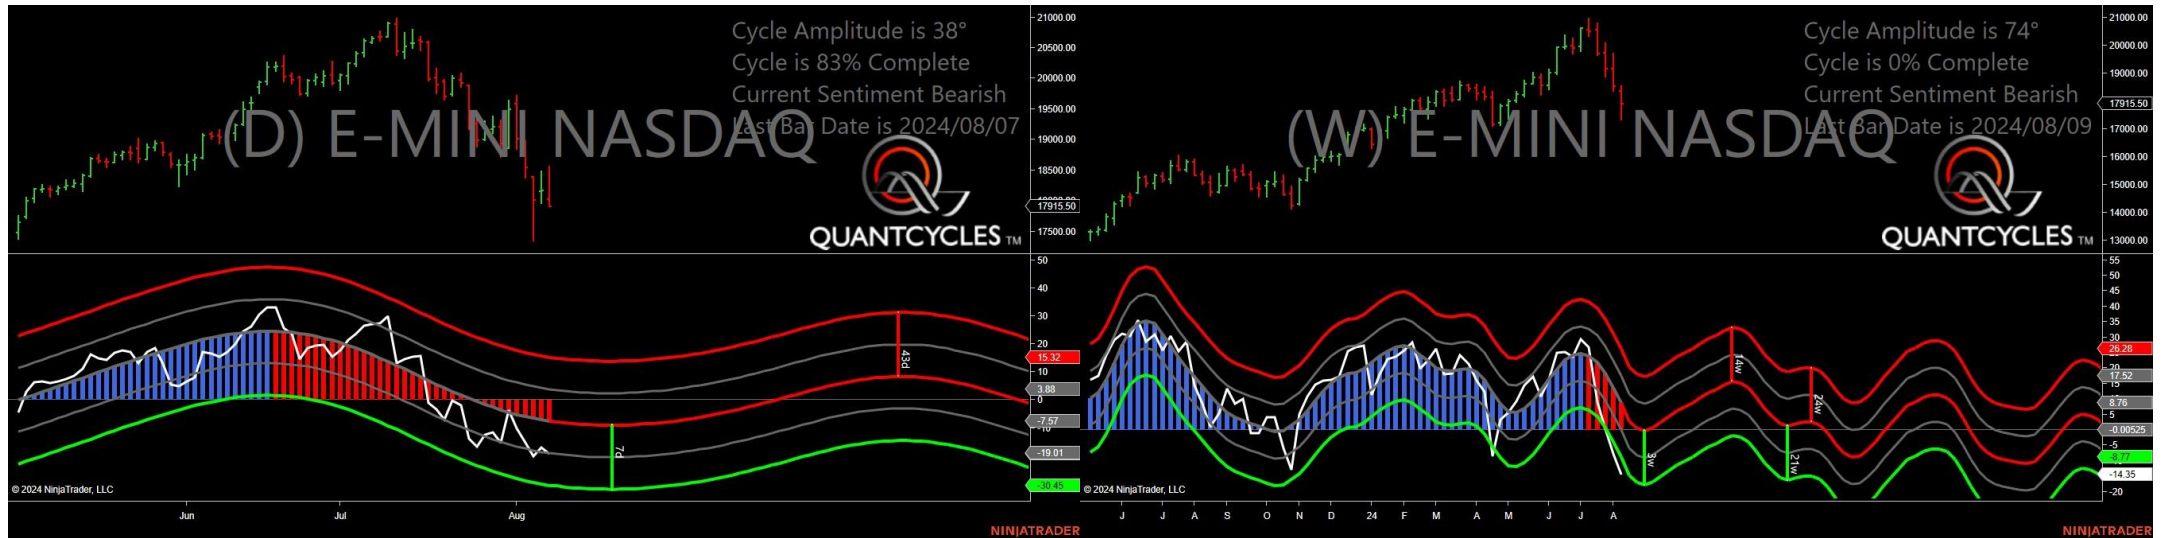 Cycle Amplitude is 38°
Cycle is 83% Complete
Current Sentiment Bearish
Last Bar Date is 2024/08/07
(D) E-MINI NASDAQ
QUANTCYCLES TM
21000.00
20500.00
20000.00
19500.00
19000.00
18500.00
17915.50
17500.00
50
40
30
15.32
10
3.88
0
-7.57
-10
-19.01
-30.45
43d
7d
© 2024 NinjaTrader, LLC
Jun Jul Aug
NINJATRADER
Cycle Amplitude is 74°
Cycle is 0% Complete
Current Sentiment Bearish
Last Bar Date is 2024/08/09
(W) E-MINI NASDAQ
QUANTCYCLES TM
21000.00
20000.00
19000.00
17915.50
17000.00
16000.00
15000.00
14000.00
13000.00
55
50
45
40
35
30
26.28
20
17.52
15
8.76
5
-0.00525
-5
-8.77
-14.35
-20
14w
24w
3w
21w
© 2024 NinjaTrader, LLC
J J A S O N D 24 F M A M J J A
NINJATRADER